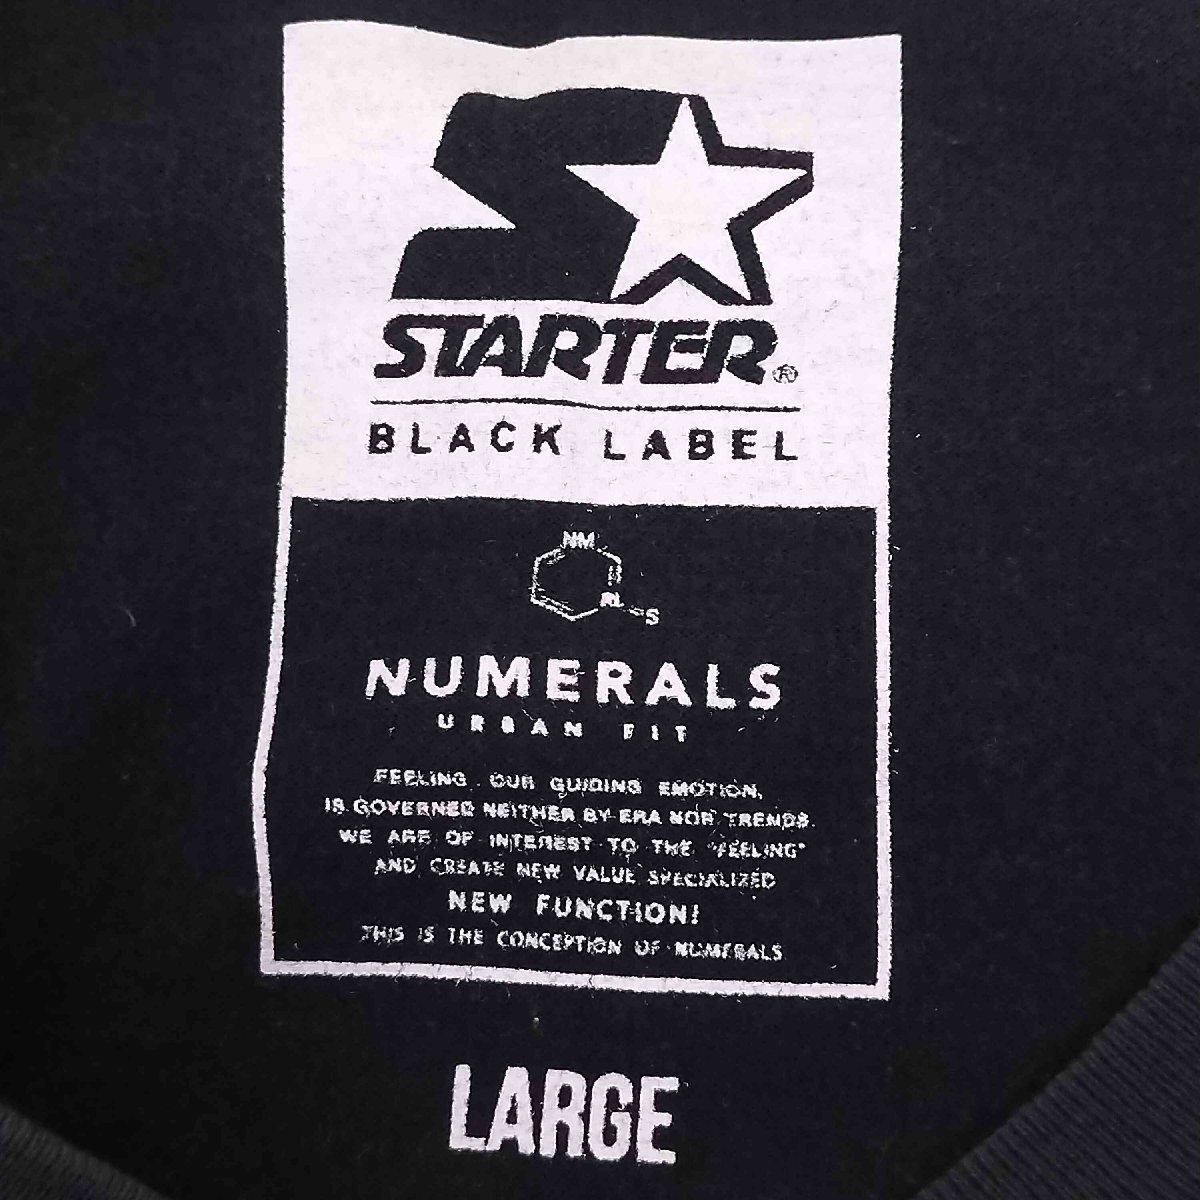 STARTER®
BLACK LABEL
NM
RL
S
NUMERALS
URBAN FIT
FEELING OUR GUIDING EMOTION,
IS GOVERNED NEITHER BY ERA NOR TRENDS.
WE ARE OF INTEREST TO THE "FEELING"
AND CREATE NEW VALUE SPECIALIZED
NEW FUNCTION!
THIS IS THE CONCEPTION OF NUMERALS
LARGE